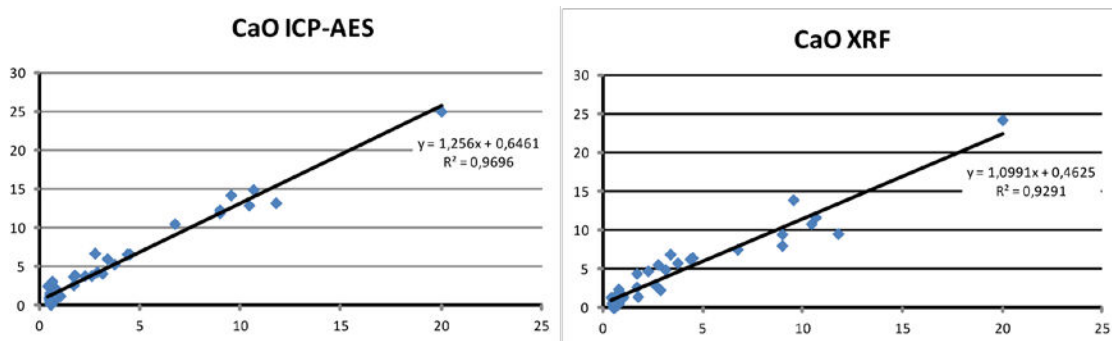 CaO ICP-AES
30
25
20
15
10
5
0
y = 1,256x + 0,6461
R² = 0,9696
0 5 10 15 20 25
CaO XRF
30
25
20
15
10
5
0
y = 1,0991x + 0,4625
R² = 0,9291
0 5 10 15 20 25